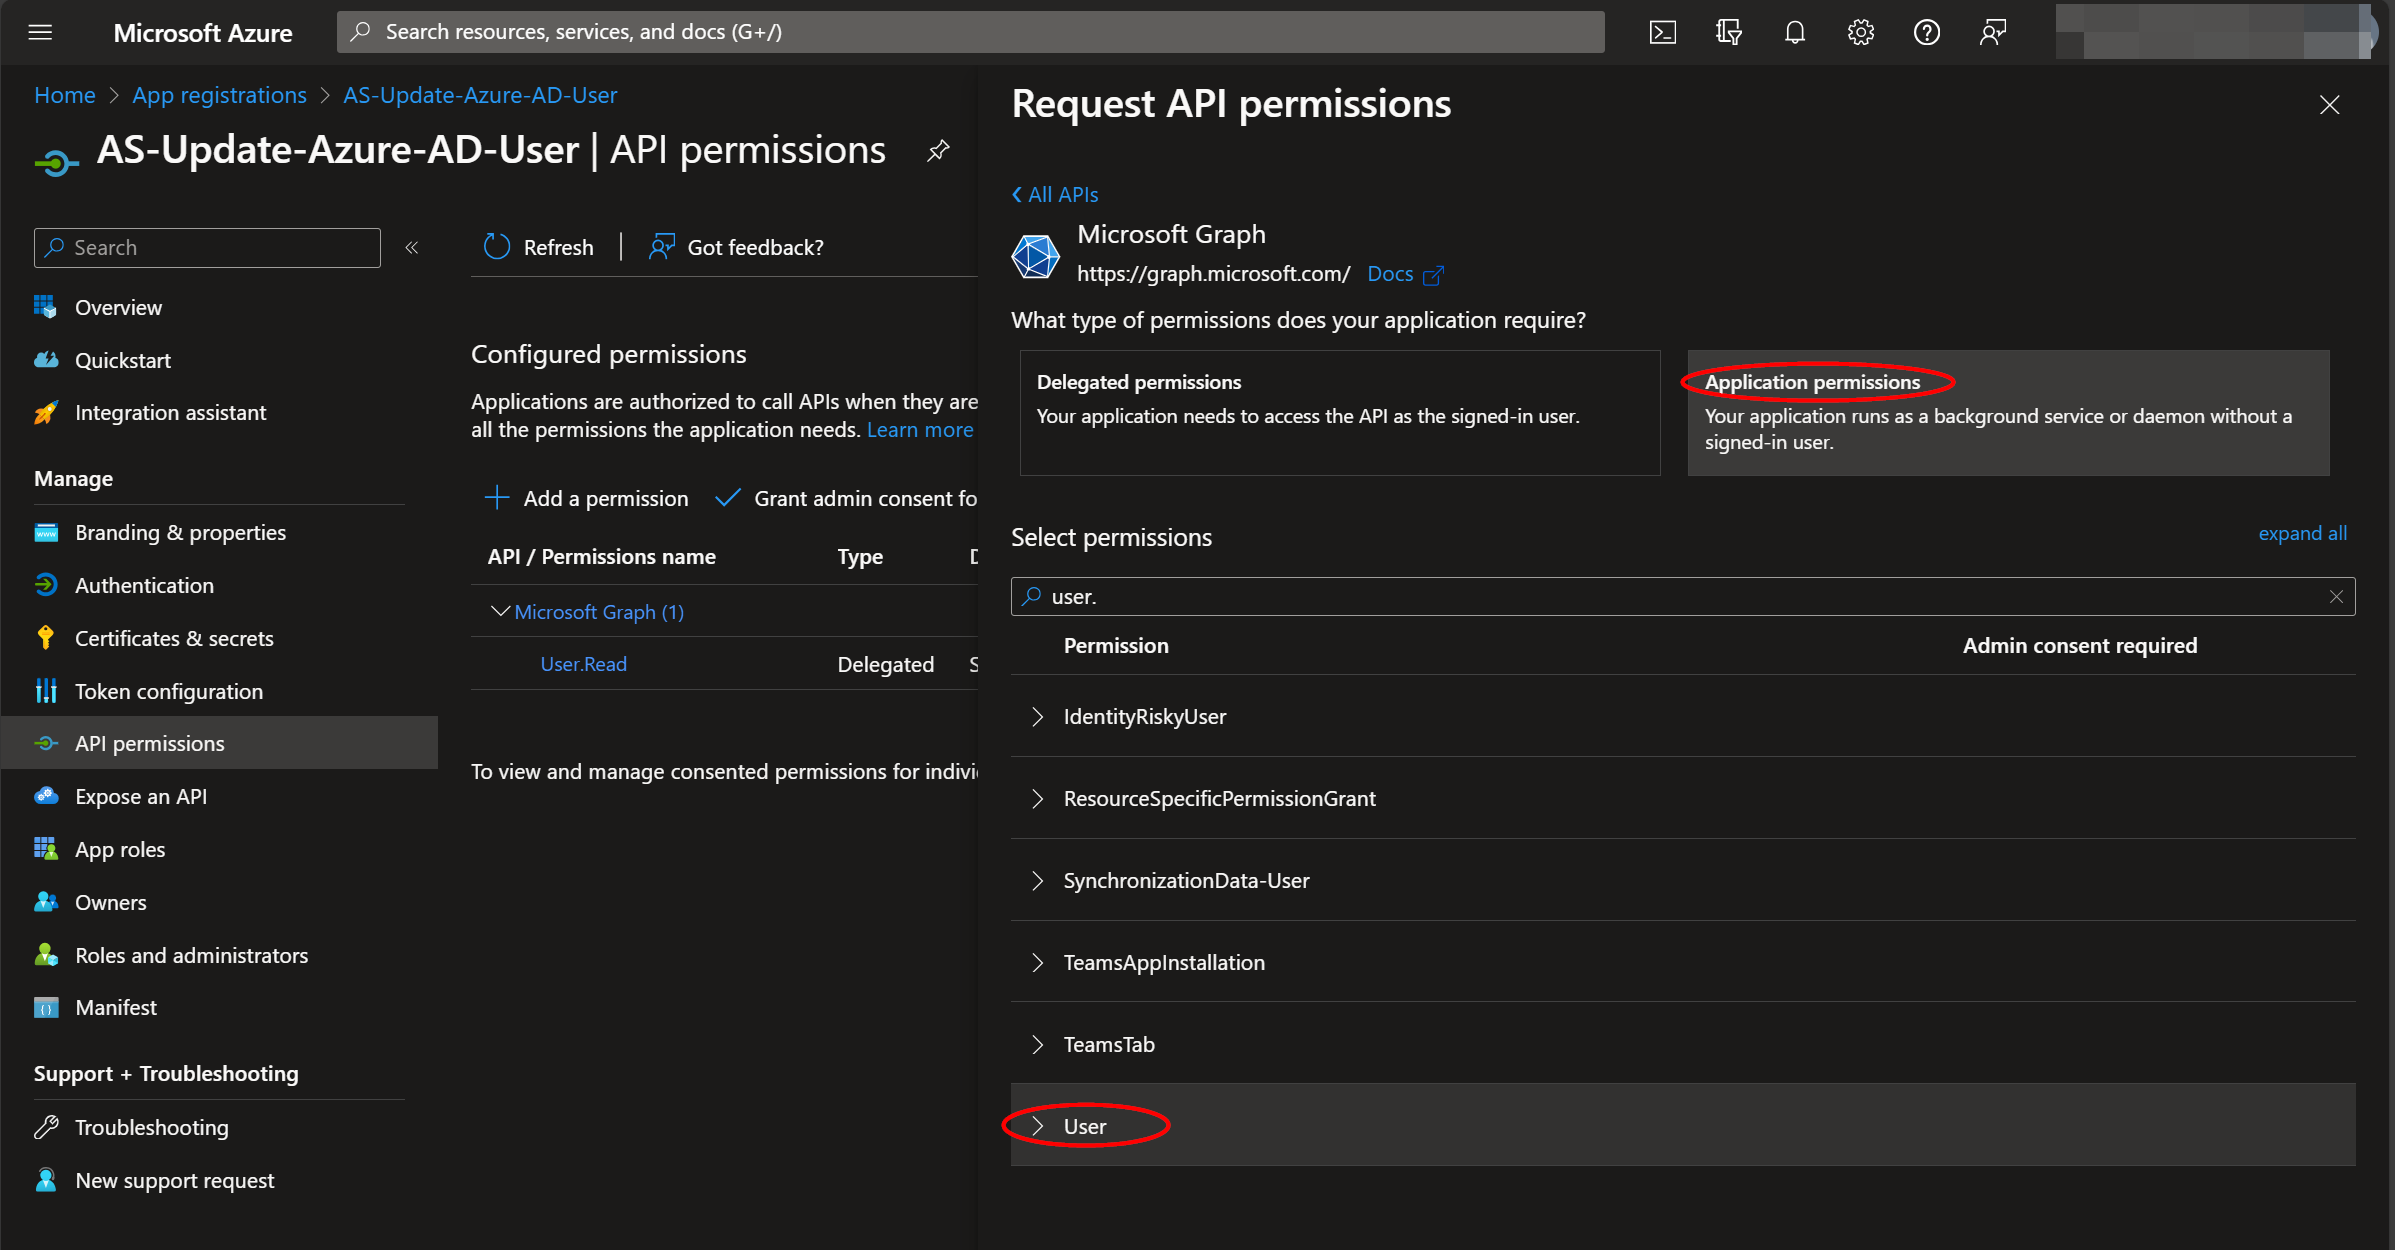 Microsoft Azure
Search resources, services, and docs (G+/)
Home > App registrations > AS-Update-Azure-AD-User
AS-Update-Azure-AD-User | API permissions
Search
«
Overview
Quickstart
Integration assistant
Manage
Branding & properties
Authentication
Certificates & secrets
Token configuration
API permissions
Expose an API
App roles
Owners
Roles and administrators
Manifest
Support + Troubleshooting
Troubleshooting
New support request
Refresh | Got feedback?
Configured permissions
Applications are authorized to call APIs when they are
all the permissions the application needs. Learn more
Add a permission Grant admin consent fo
API / Permissions name Type D
Microsoft Graph (1)
User.Read Delegated S
To view and manage consented permissions for indivi
Request API permissions
All APIs
Microsoft Graph
https://graph.microsoft.com/ Docs
What type of permissions does your application require?
Delegated permissions
Your application needs to access the API as the signed-in user.
Application permissions
Your application runs as a background service or daemon without a
signed-in user.
Select permissions
expand all
user.
Permission Admin consent required
IdentityRiskyUser
ResourceSpecificPermissionGrant
SynchronizationData-User
TeamsAppInstallation
TeamsTab
User